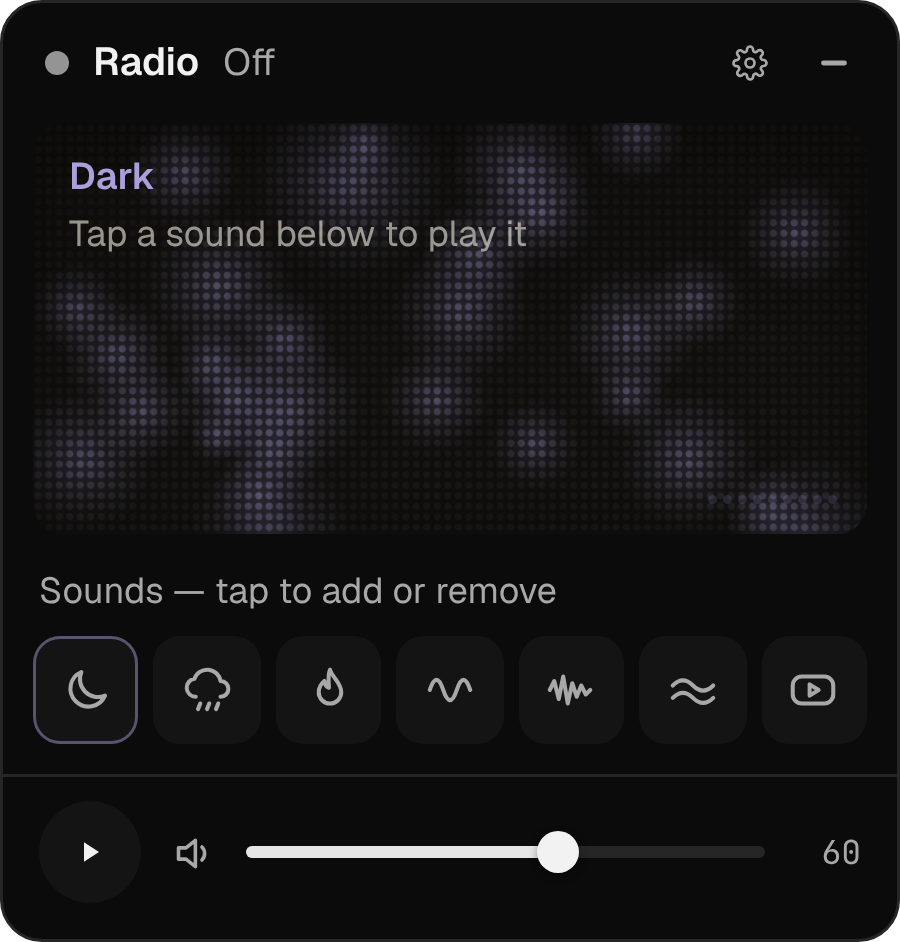 Radio Off
Dark
Tap a sound below to play it
Sounds — tap to add or remove
60